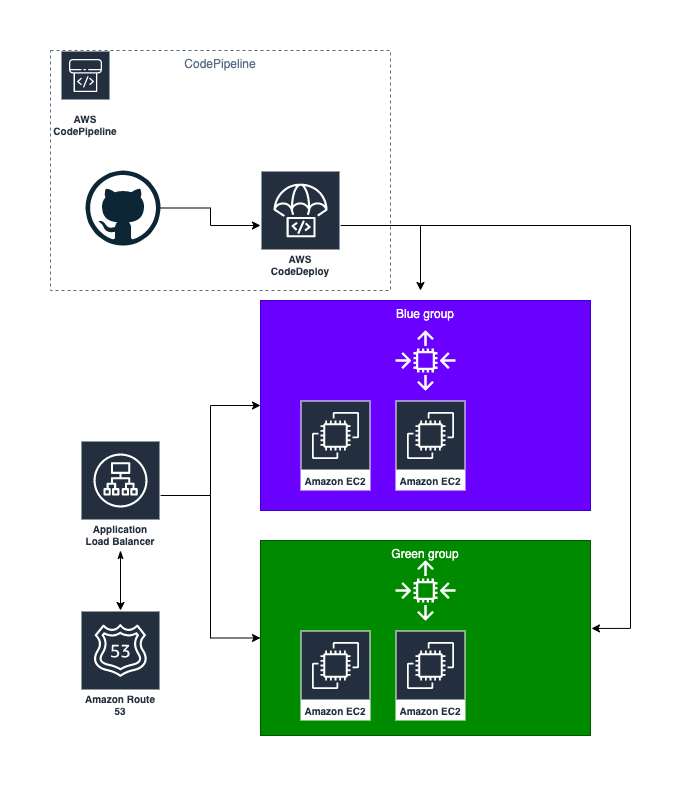 CodePipeline
AWS
CodePipeline
AWS
CodeDeploy
Blue group
Amazon EC2
Amazon EC2
Application
Load Balancer
Green group
Amazon EC2
Amazon EC2
53
Amazon Route
53